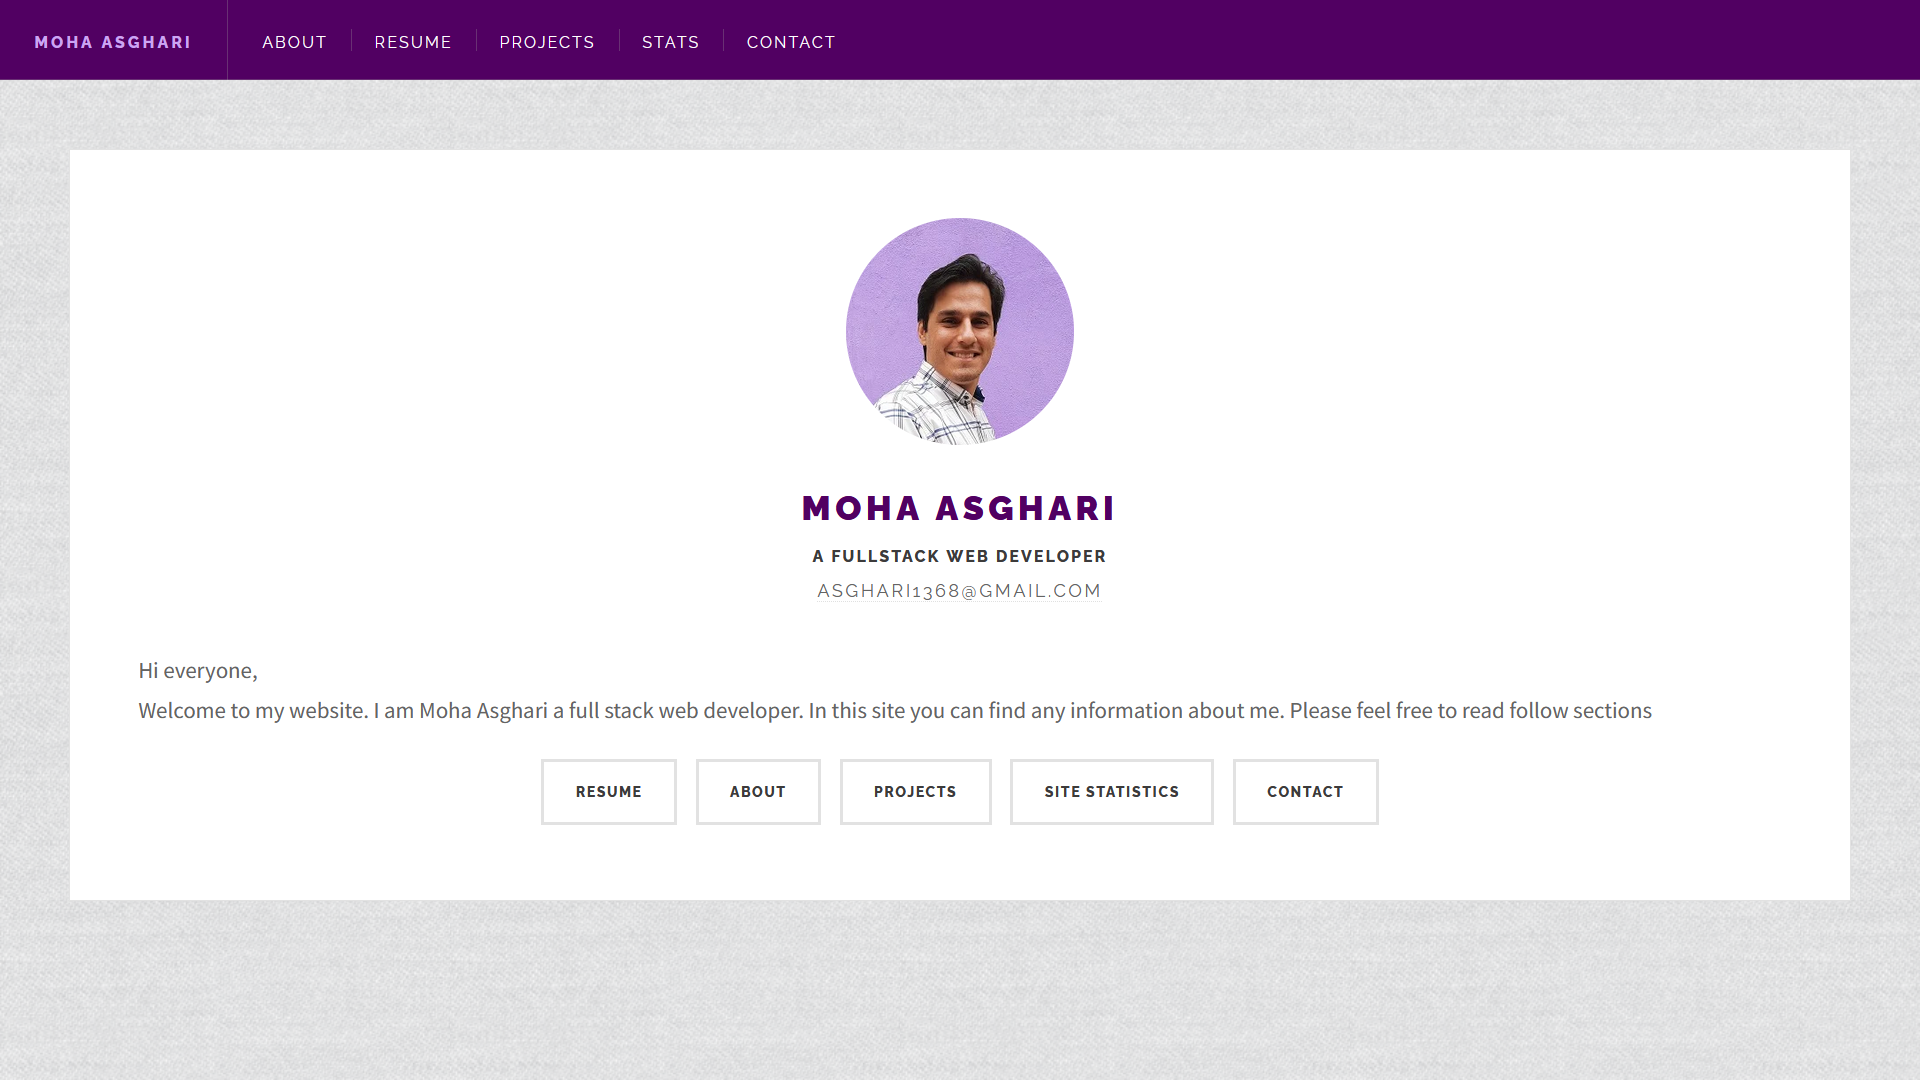 MOHA ASGHARI
ABOUT
RESUME
PROJECTS
STATS
CONTACT
MOHA ASGHARI
A FULLSTACK WEB DEVELOPER
ASGHARI1368@GMAIL.COM
Hi everyone,
Welcome to my website. I am Moha Asghari a full stack web developer. In this site you can find any information about me. Please feel free to read follow sections
RESUME
ABOUT
PROJECTS
SITE STATISTICS
CONTACT